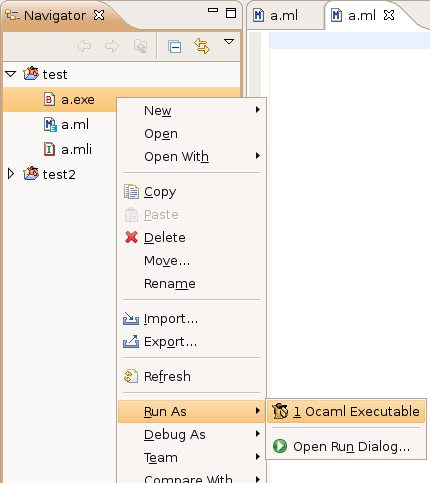 Navigator
a.ml
a.ml
test
a.exe
a.ml
a.mli
test2
New
Open
Open With
Copy
Paste
Delete
Move...
Rename
Import...
Export...
Refresh
Run As
Debug As
Team
Compare With
1 Ocaml Executable
Open Run Dialog...